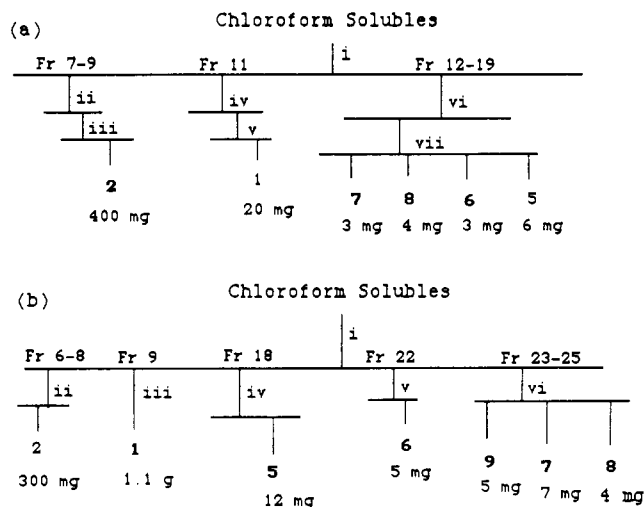 (a)
Chloroform Solubles
i
Fr 7-9 Fr 11 Fr 12-19
ii iv vi
iii v vii
2 1 7 8 6 5
400 mg 20 mg 3 mg 4 mg 3 mg 6 mg
(b)
Chloroform Solubles
i
Fr 6-8 Fr 9 Fr 18 Fr 22 Fr 23-25
ii iii iv v vi
2 1 5 6 9 7 8
300 mg 1.1 g 12 mg 5 mg 5 mg 7 mg 4 mg